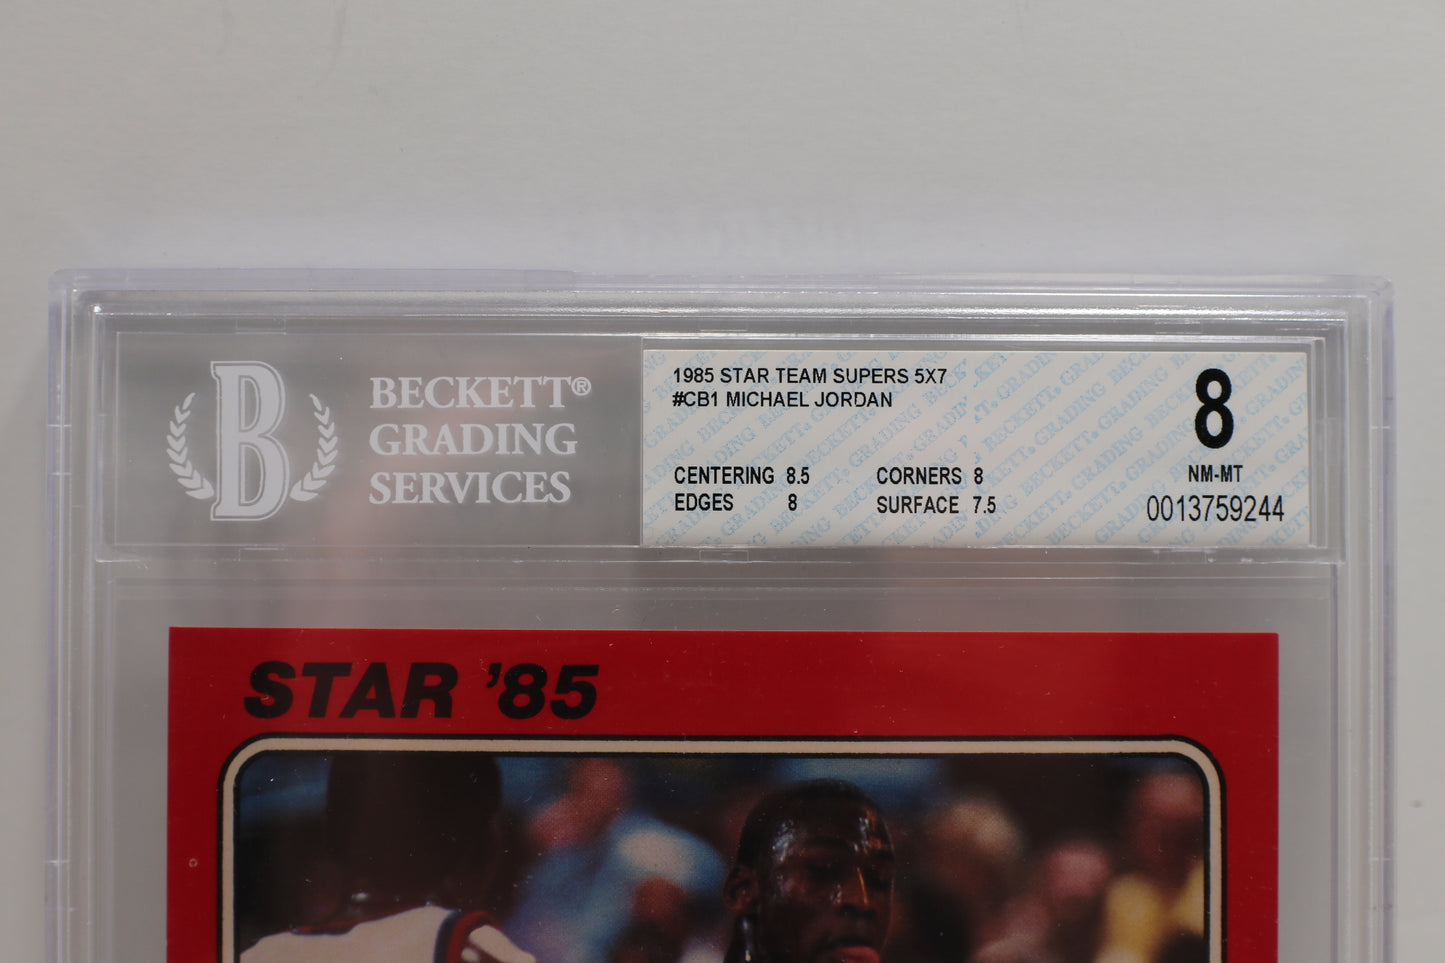 B
BECKETT®
GRADING
SERVICES
1985 STAR TEAM SUPERS 5X7
#CB1 MICHAEL JORDAN
CENTERING 8.5 CORNERS 8
EDGES 8 SURFACE 7.5
8
NM-MT
0013759244
STAR '85